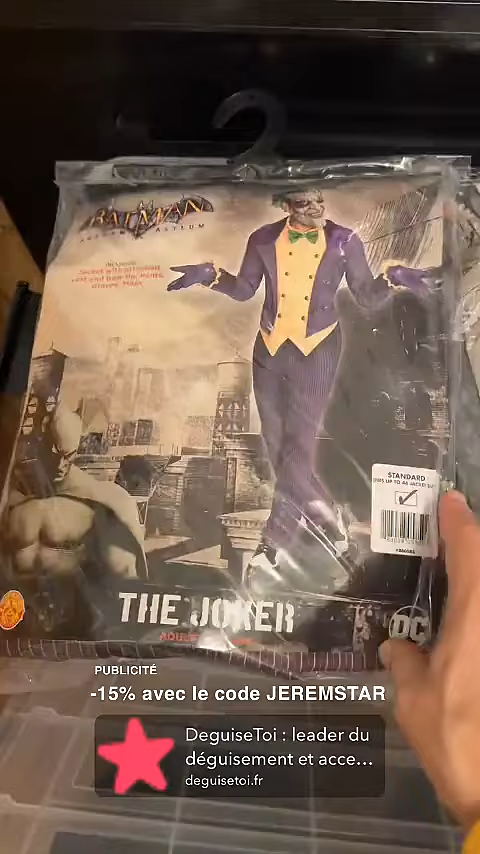 BATMAN
ARKHAM ASYLUM
INCLUDES:
THE JOKER
STANDARD
DC
PUBLICITÉ
-15% avec le code JEREMSTAR
DeguiseToi : leader du
déguisement et acce...
deguisetoi.fr